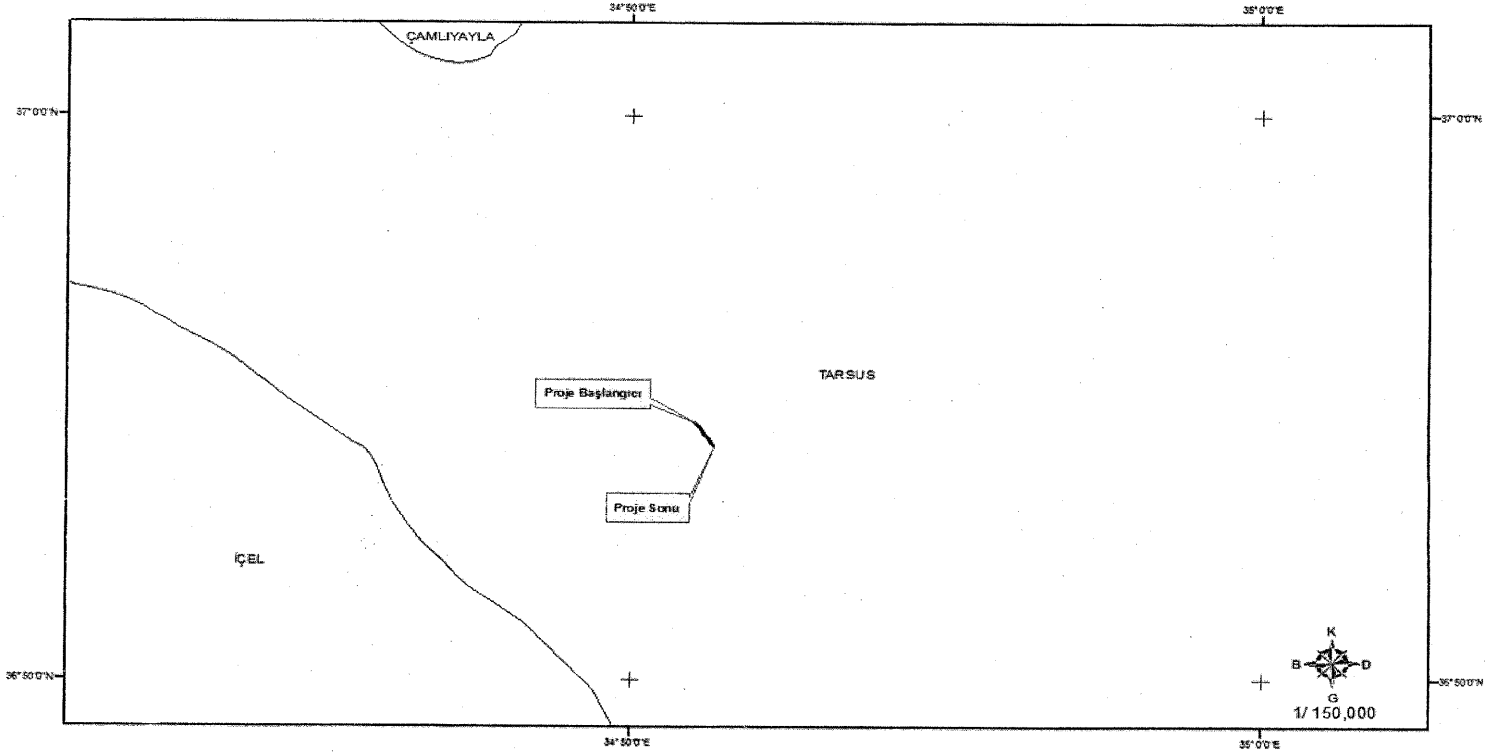 34°50'0"E
35°0'0"E
ÇAMLIYAYLA
37°0'0"N
37°0'0"N
TARSUS
Proje Başlangıcı
Proje Sonu
İÇEL
K
B
D
G
36°50'0"N
36°50'0"N
1/ 150,000
34°50'0"E
35°0'0"E